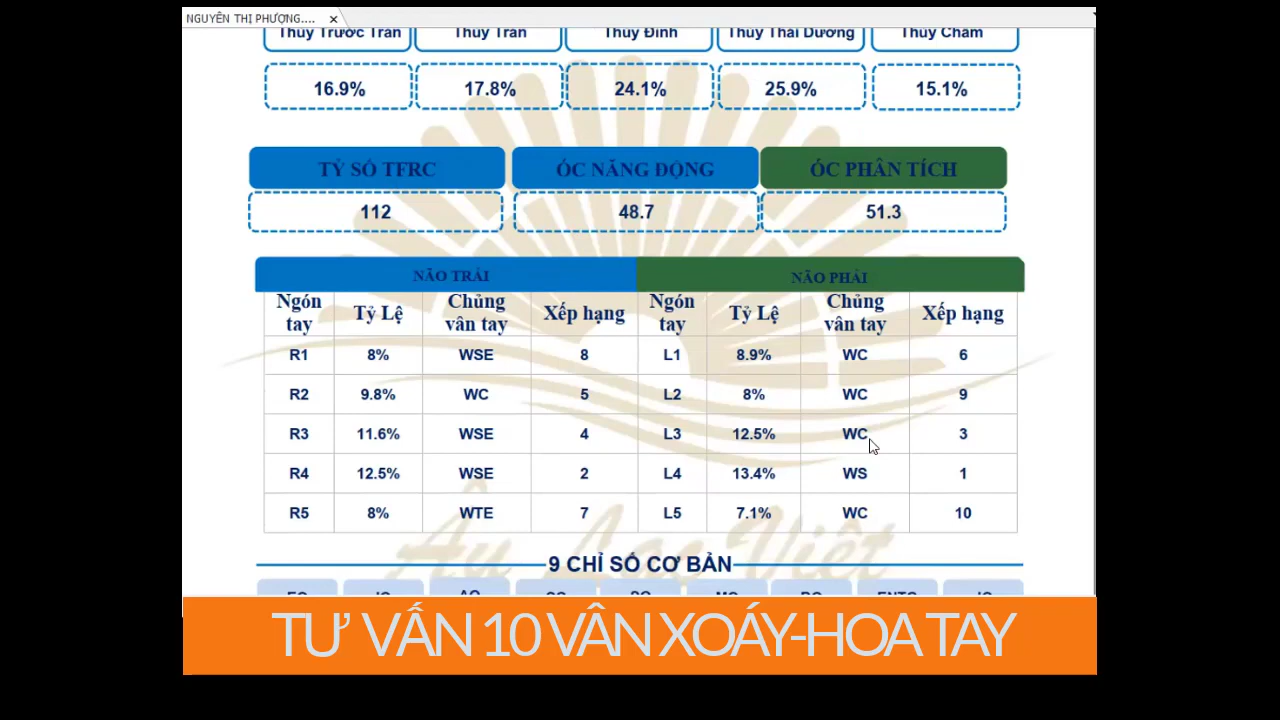 NGUYỄN THỊ PHƯỢNG....
Thùy Trước Trán Thùy Trán Thùy Đỉnh Thùy Thái Dương Thùy Chẩm
16.9% 17.8% 24.1% 25.9% 15.1%
TỶ SỐ TFRC ÓC NĂNG ĐỘNG ÓC PHÂN TÍCH
112 48.7 51.3
NÃO TRÁI NÃO PHẢI
Ngón tay Tỷ Lệ Chủng vân tay Xếp hạng Ngón tay Tỷ Lệ Chủng vân tay Xếp hạng
R1 8% WSE 8 L1 8.9% WC 6
R2 9.8% WC 5 L2 8% WC 9
R3 11.6% WSE 4 L3 12.5% WC 3
R4 12.5% WSE 2 L4 13.4% WS 1
R5 8% WTE 7 L5 7.1% WC 10
Âu Lạc Việt
9 CHỈ SỐ CƠ BẢN
TƯ VẤN 10 VÂN XOÁY-HOA TAY